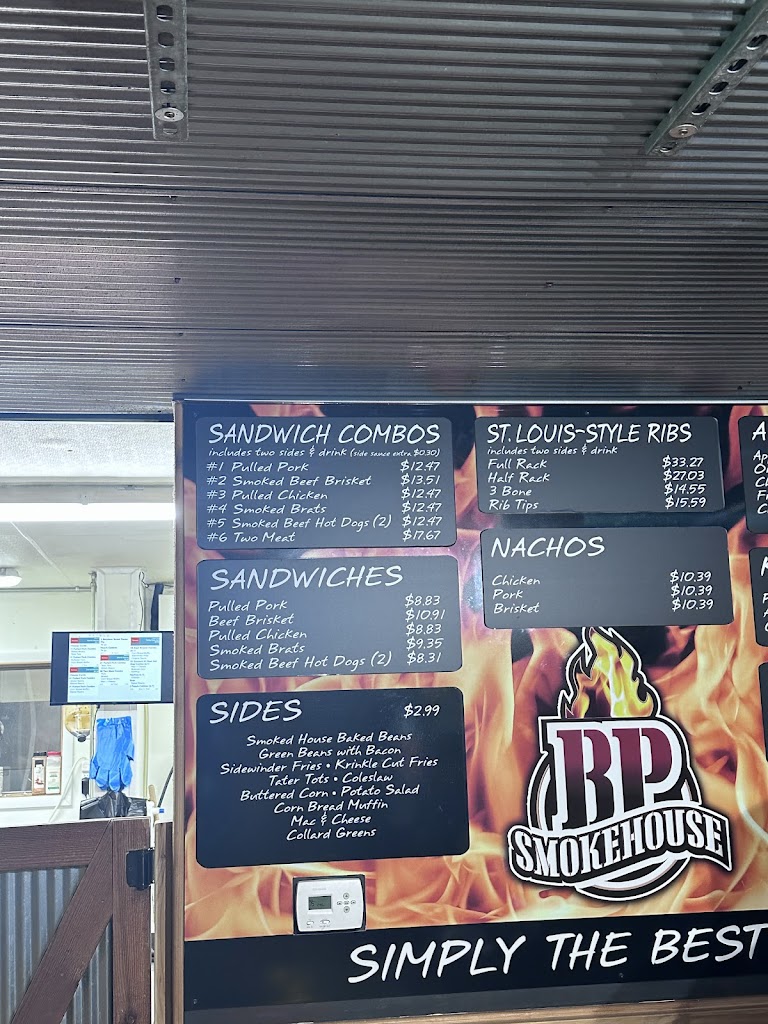 SANDWICH COMBOS
includes two sides & drink (side sauce extra $0.30)
#1 Pulled Pork $12.47
#2 Smoked Beef Brisket $13.51
#3 Pulled Chicken $12.47
#4 Smoked Brats $12.47
#5 Smoked Beef Hot Dogs (2) $12.47
#6 Two Meat $17.67
SANDWICHES
Pulled Pork $8.83
Beef Brisket $10.91
Pulled Chicken $8.83
Smoked Brats $9.35
Smoked Beef Hot Dogs (2) $8.31
SIDES $2.99
Smoked House Baked Beans
Green Beans with Bacon
Sidewinder Fries • Krinkle Cut Fries
Tater Tots • Coleslaw
Buttered Corn • Potato Salad
Corn Bread Muffin
Mac & Cheese
Collard Greens
ST. LOUIS-STYLE RIBS
includes two sides & drink
Full Rack $33.27
Half Rack $27.03
3 Bone $14.55
Rib Tips $15.59
NACHOS
Chicken $10.39
Pork $10.39
Brisket $10.39
BP
SMOKEHOUSE
SIMPLY THE BEST